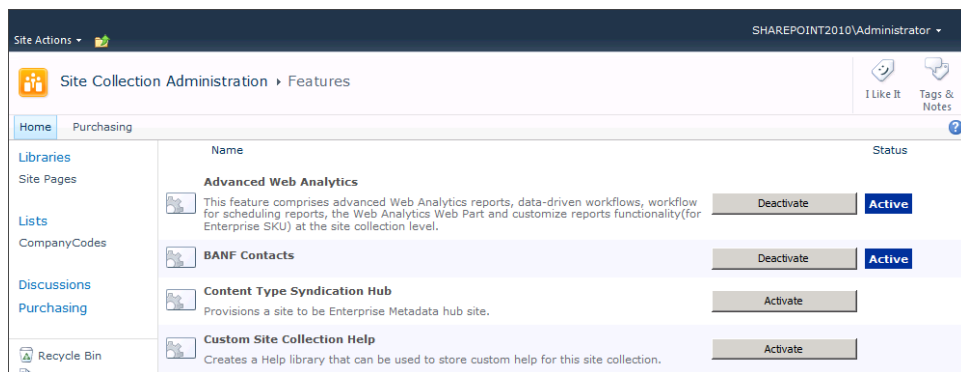 SHAREPOINT2010\Administrator
Site Actions
Site Collection Administration ▸ Features
I Like It
Tags &
Notes
Home Purchasing
Libraries
Site Pages
Lists
CompanyCodes
Discussions
Purchasing
Recycle Bin
Name Status
Advanced Web Analytics
This feature comprises advanced Web Analytics reports, data-driven workflows, workflow
for scheduling reports, the Web Analytics Web Part and customize reports functionality(for
Enterprise SKU) at the site collection level.
Deactivate Active
BANF Contacts
Deactivate Active
Content Type Syndication Hub
Provisions a site to be Enterprise Metadata hub site.
Activate
Custom Site Collection Help
Creates a Help library that can be used to store custom help for this site collection.
Activate